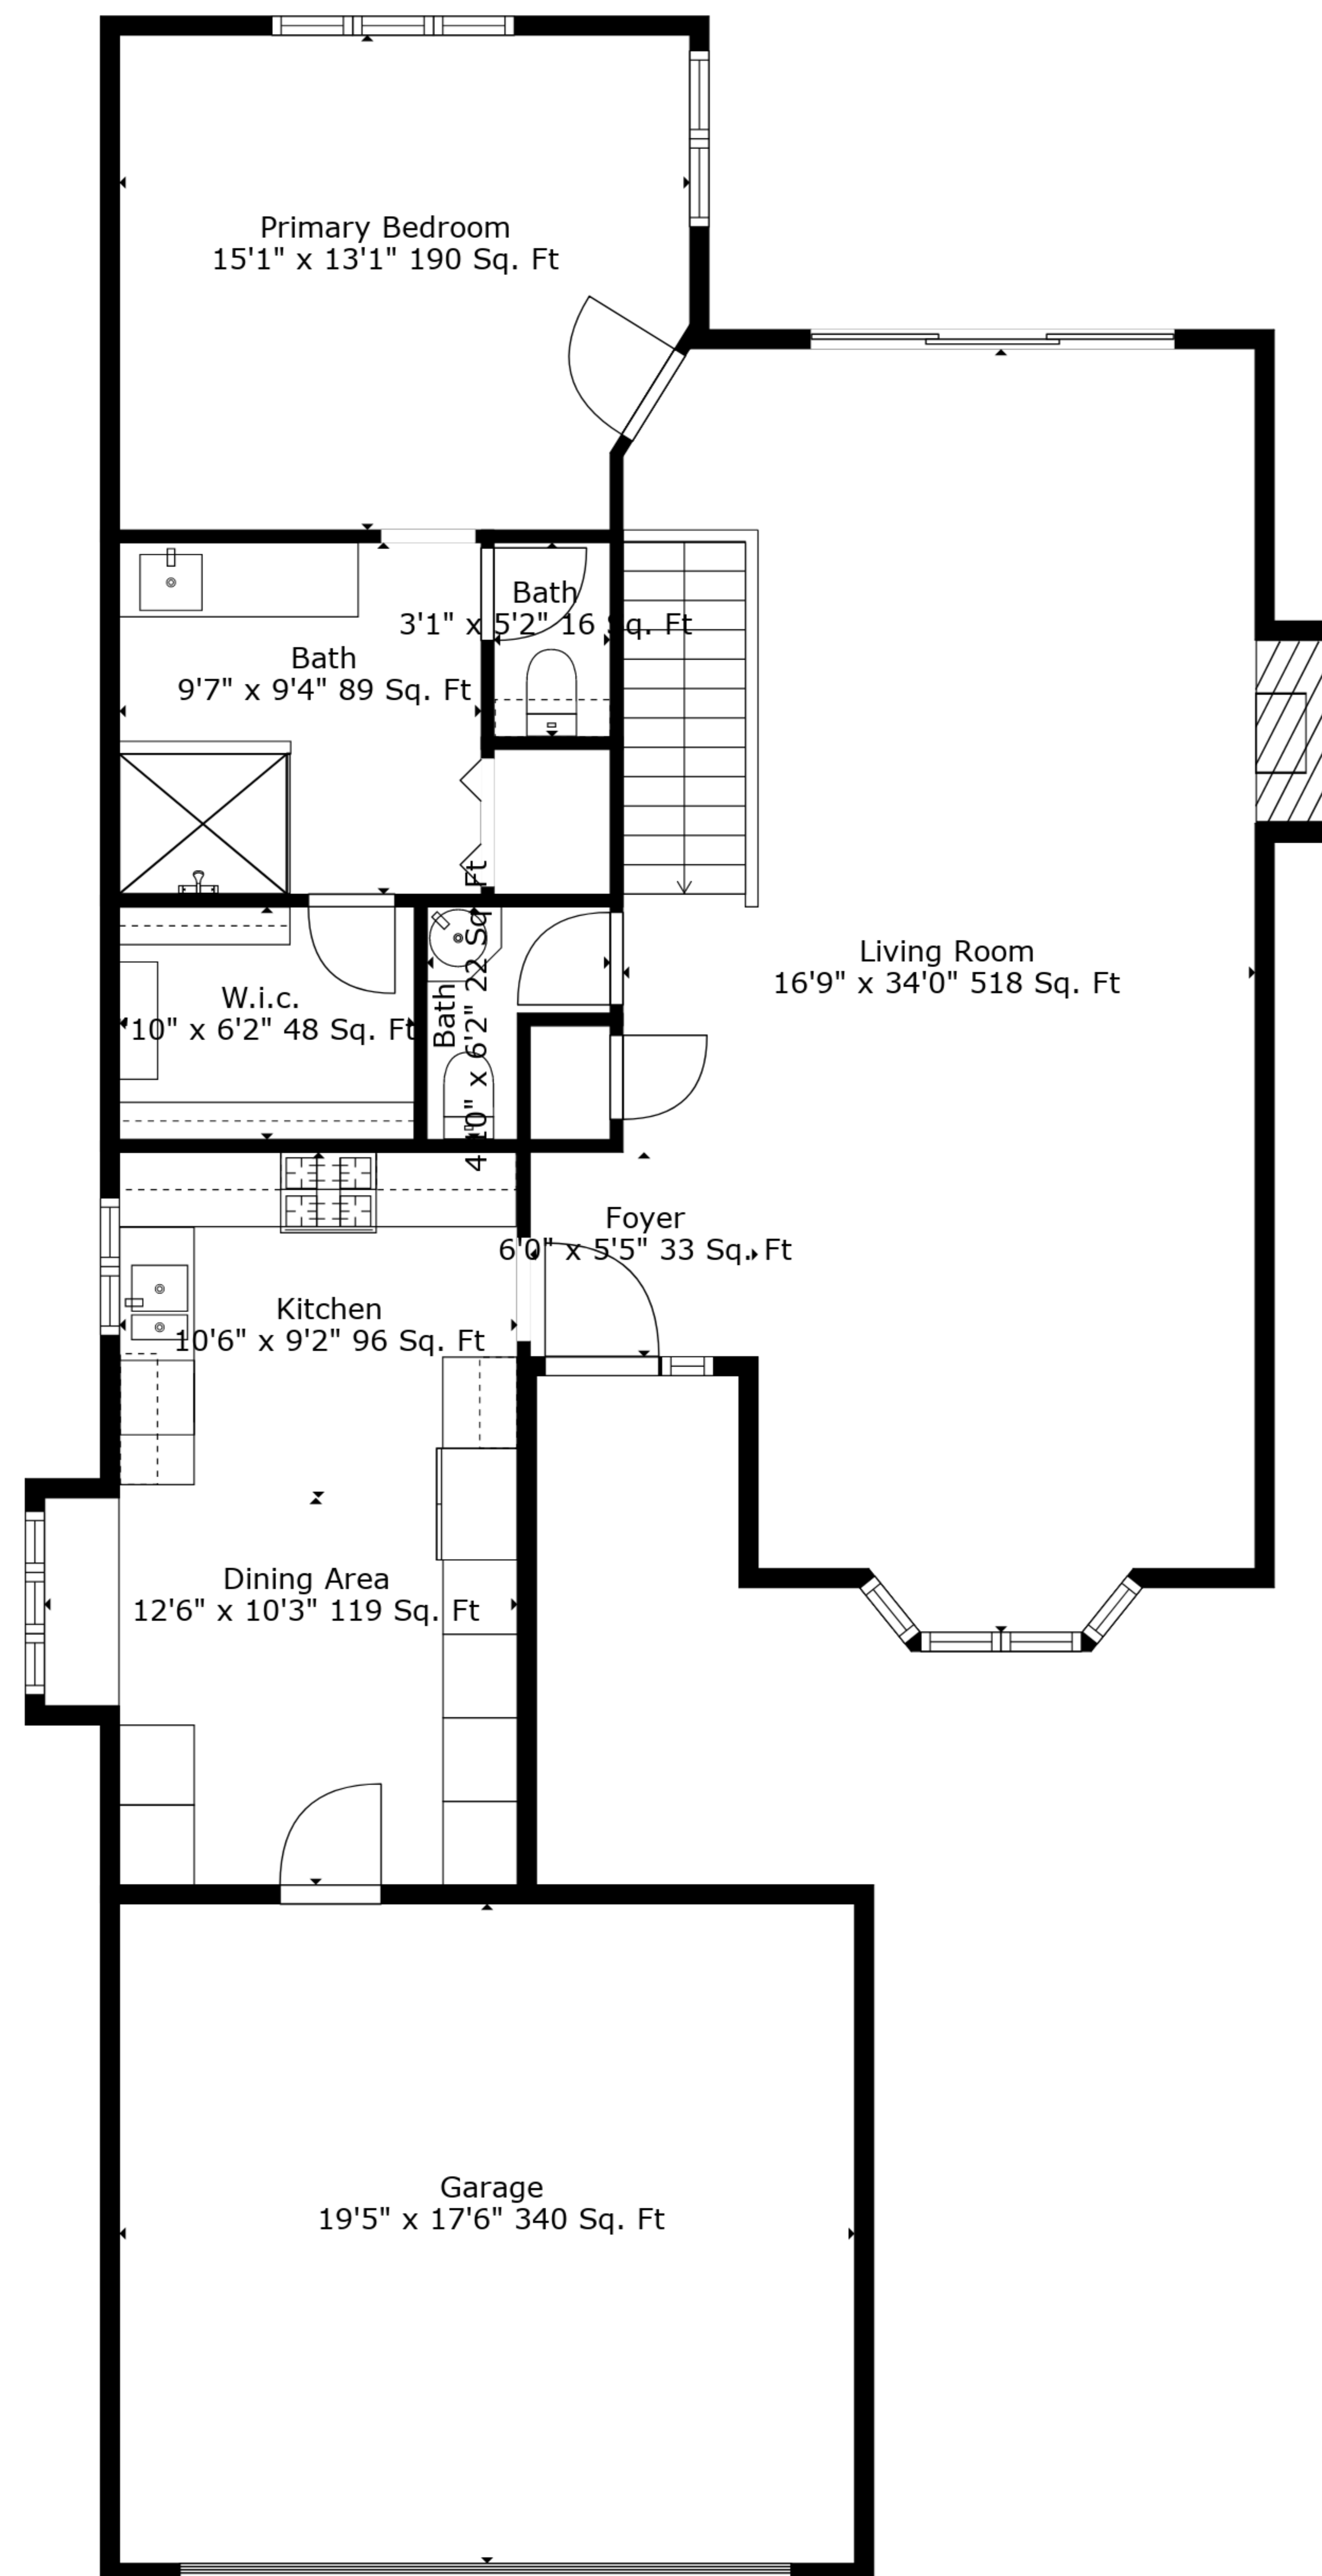 Primary Bedroom
15'1" x 13'1" 190 Sq. Ft
Bath
3'1" x 5'2" 16 Sq. Ft
Bath
9'7" x 9'4" 89 Sq. Ft
Living Room
16'9" x 34'0" 518 Sq. Ft
W.i.c.
10" x 6'2" 48 Sq. Ft
Bath
4'10" x 6'2" 22 Sq. Ft
Foyer
6'0" x 5'5" 33 Sq. Ft
Kitchen
10'6" x 9'2" 96 Sq. Ft
Dining Area
12'6" x 10'3" 119 Sq. Ft
Garage
19'5" x 17'6" 340 Sq. Ft